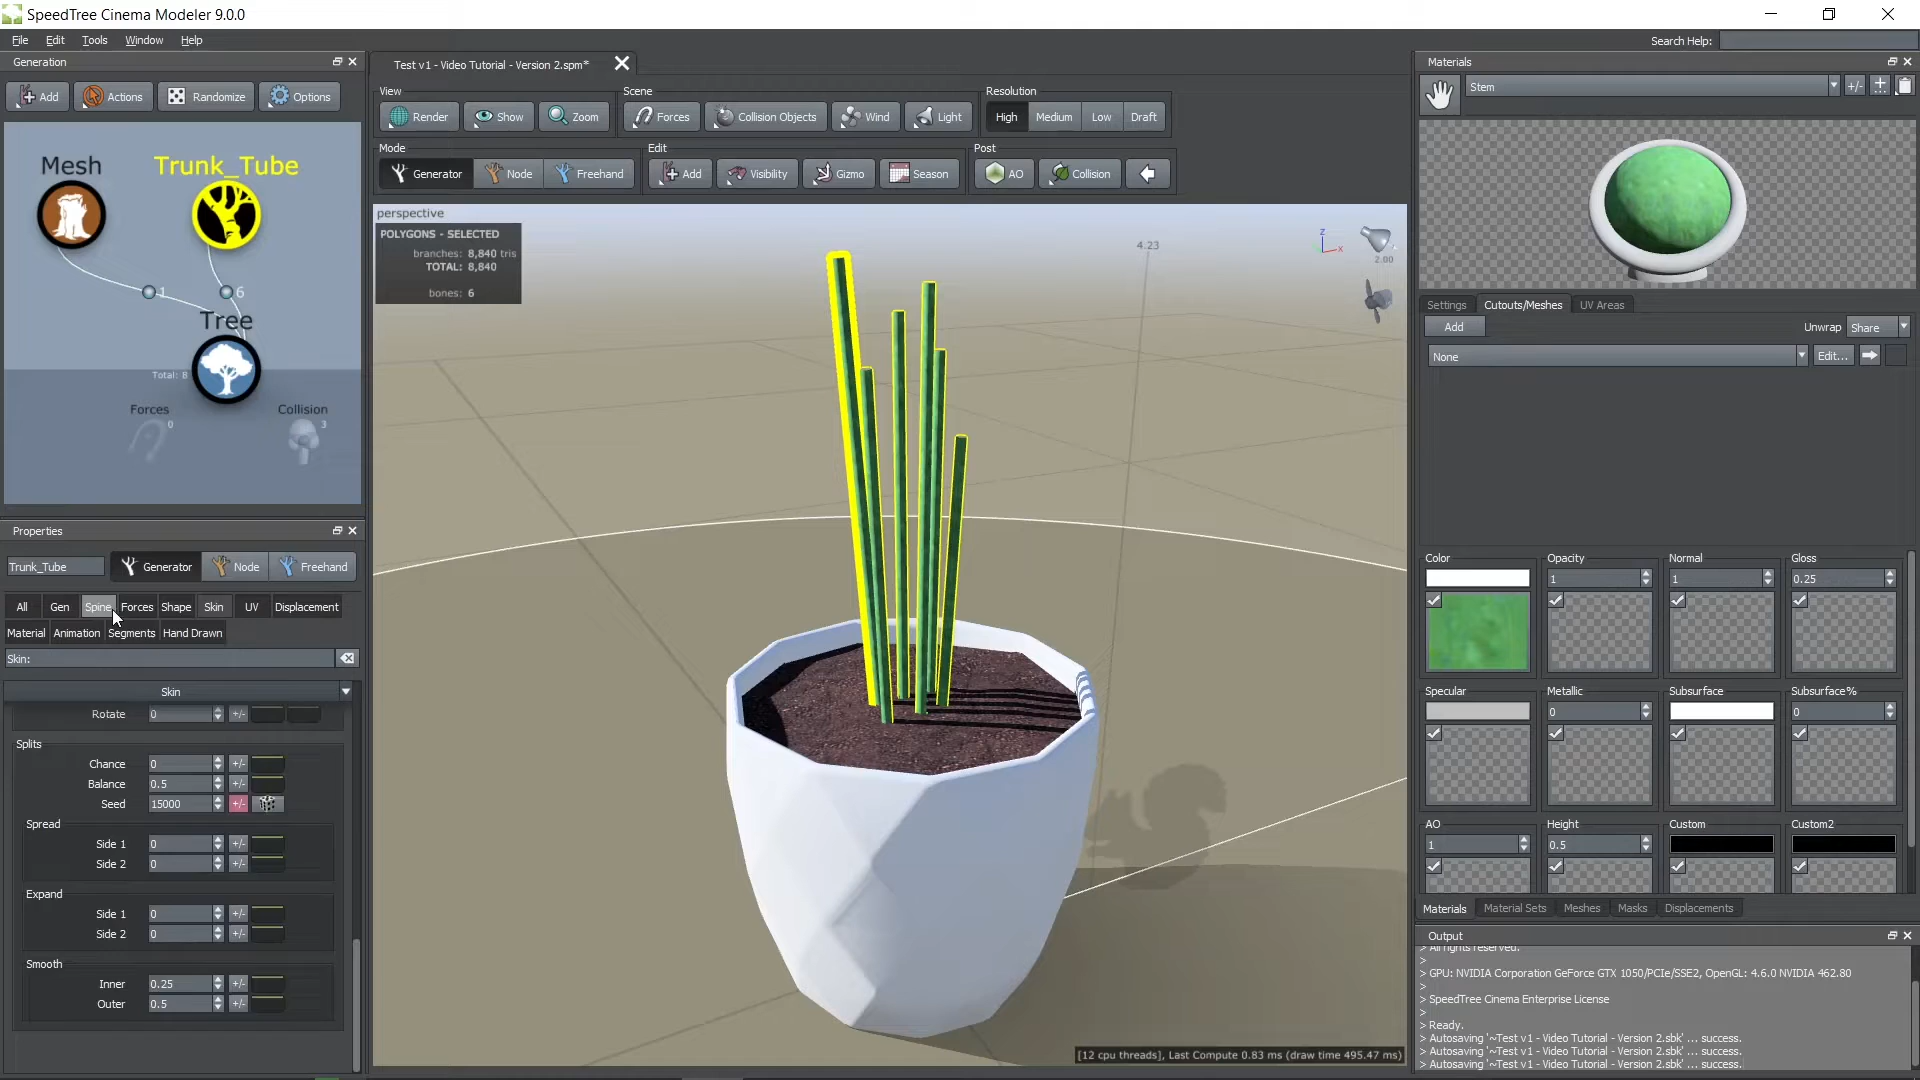 SpeedTree Cinema Modeler 9.0.0
File Edit Tools Window Help
Search Help:
Generation
Add Actions Randomize Options
Mesh Trunk_Tube
1 6
Tree
Total: 8
Forces 0 Collision 3
Properties
Trunk_Tube Generator Node Freehand
All Gen Spine Forces Shape Skin UV Displacement
Material Animation Segments Hand Drawn
Skin:
Skin
Rotate 0 +/-
Splits
Chance 0 +/-
Balance 0.5 +/-
Seed 15000 +/-
Spread
Side 1 0 +/-
Side 2 0 +/-
Expand
Side 1 0 +/-
Side 2 0 +/-
Smooth
Inner 0.25 +/-
Outer 0.5 +/-
Test v1 - Video Tutorial - Version 2.spm*
View Scene Resolution
Render Show Zoom Forces Collision Objects Wind Light High Medium Low Draft
Mode Edit Post
Generator Node Freehand Add Visibility Gizmo Season AO Collision
perspective
POLYGONS - SELECTED
branches: 8,840 tris
TOTAL: 8,840
bones: 6
4.23
Z
X
2.00
[12 cpu threads], Last Compute 0.83 ms (draw time 495.47 ms)
Materials
Stem +/-
Settings Cutouts/Meshes UV Areas
Add Unwrap Share
None Edit...
Color Opacity Normal Gloss
1 1 0.25
Specular Metallic Subsurface Subsurface%
0 0
AO Height Custom Custom2
1 0.5
Materials Material Sets Meshes Masks Displacements
Output
> All rights reserved.
>
> GPU: NVIDIA Corporation GeForce GTX 1050/PCIe/SSE2, OpenGL: 4.6.0 NVIDIA 462.80
>
> SpeedTree Cinema Enterprise License
>
> Ready.
> Autosaving '~Test v1 - Video Tutorial - Version 2.sbk' ... success.
> Autosaving '~Test v1 - Video Tutorial - Version 2.sbk' ... success.
> Autosaving '~Test v1 - Video Tutorial - Version 2.sbk' ... success.